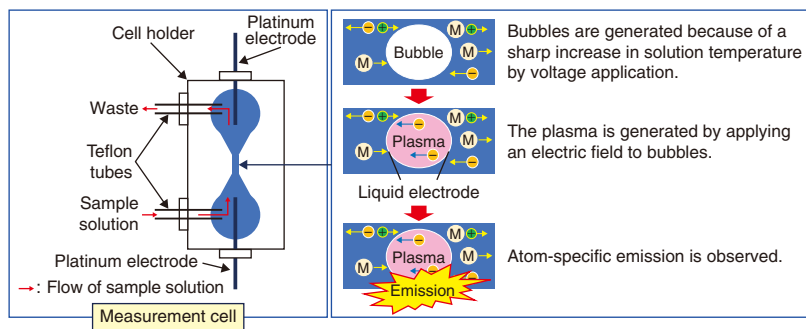 Platinum
electrode
Cell holder
Waste
Teflon
tubes
Sample
solution
Platinum electrode
: Flow of sample solution
Measurement cell
− + M +
Bubble
M −
Bubbles are generated because of a
sharp increase in solution temperature
by voltage application.
− + − M +
Plasma
M − −
The plasma is generated by applying
an electric field to bubbles.
Liquid electrode
− + − M +
Plasma
M −
Emission
Atom-specific emission is observed.